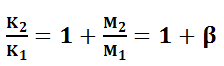 K₂/K₁ = 1 + M₂/M₁ = 1 + β